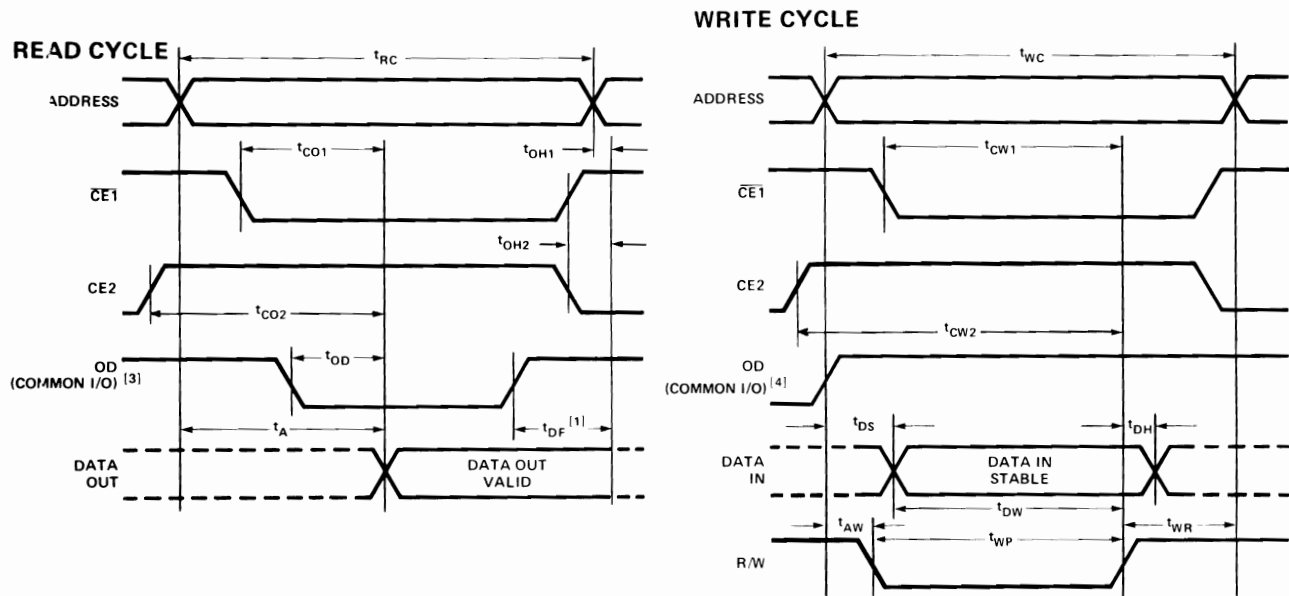 READ CYCLE
tRC
ADDRESS
tCO1
tOH1
CE1
tOH2
CE2
tCO2
tOD
OD
(COMMON I/O) [3]
tA
tDF [1]
DATA
OUT
DATA OUT
VALID
WRITE CYCLE
tWC
ADDRESS
tCW1
CE1
CE2
tCW2
OD
(COMMON I/O) [4]
tDS
tDH
DATA
IN
DATA IN
STABLE
tDW
tAW
tWR
tWP
R/W